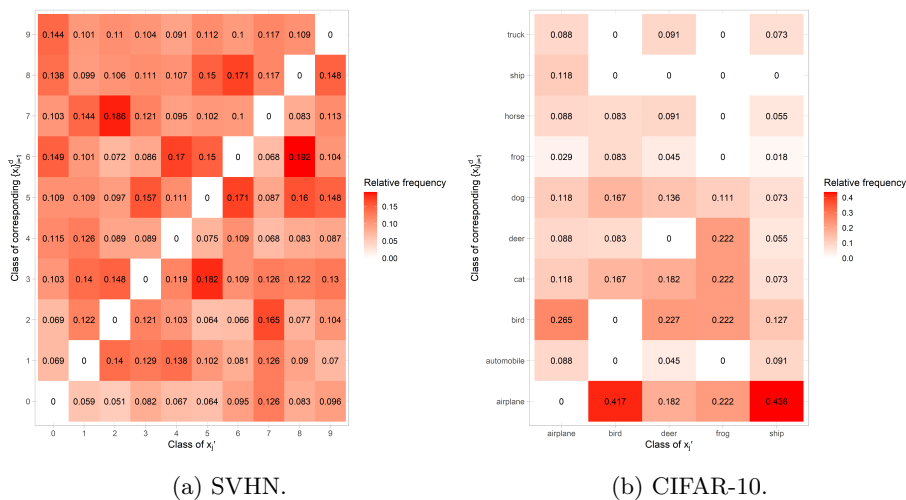 9 0.144 0.101 0.11 0.104 0.091 0.112 0.1 0.117 0.109 0
8 0.138 0.099 0.106 0.111 0.107 0.15 0.171 0.117 0 0.148
7 0.103 0.144 0.186 0.121 0.095 0.102 0.1 0 0.083 0.113
6 0.149 0.101 0.072 0.086 0.17 0.15 0 0.068 0.192 0.104
5 0.109 0.109 0.097 0.157 0.111 0 0.171 0.087 0.16 0.148
4 0.115 0.126 0.089 0.089 0 0.075 0.109 0.068 0.083 0.087
3 0.103 0.14 0.148 0 0.119 0.182 0.109 0.126 0.122 0.13
2 0.069 0.122 0 0.121 0.103 0.064 0.066 0.165 0.077 0.104
1 0.069 0 0.14 0.129 0.138 0.102 0.081 0.126 0.09 0.07
0 0 0.059 0.051 0.082 0.067 0.064 0.095 0.126 0.083 0.096
0 1 2 3 4 5 6 7 8 9
Class of x_j'
Class of corresponding {x_i}_{i=1}^d
Relative frequency
0.15
0.10
0.05
0.00
(a) SVHN.
truck 0.088 0 0.091 0 0.073
ship 0.118 0 0 0 0
horse 0.088 0.083 0.091 0 0.055
frog 0.029 0.083 0.045 0 0.018
dog 0.118 0.167 0.136 0.111 0.073
deer 0.088 0.083 0 0.222 0.055
cat 0.118 0.167 0.182 0.222 0.073
bird 0.265 0 0.227 0.222 0.127
automobile 0.088 0 0.045 0 0.091
airplane 0 0.417 0.182 0.222 0.436
airplane bird deer frog ship
Class of x_j'
Class of corresponding {x_i}_{i=1}^d
Relative frequency
0.4
0.3
0.2
0.1
0.0
(b) CIFAR-10.